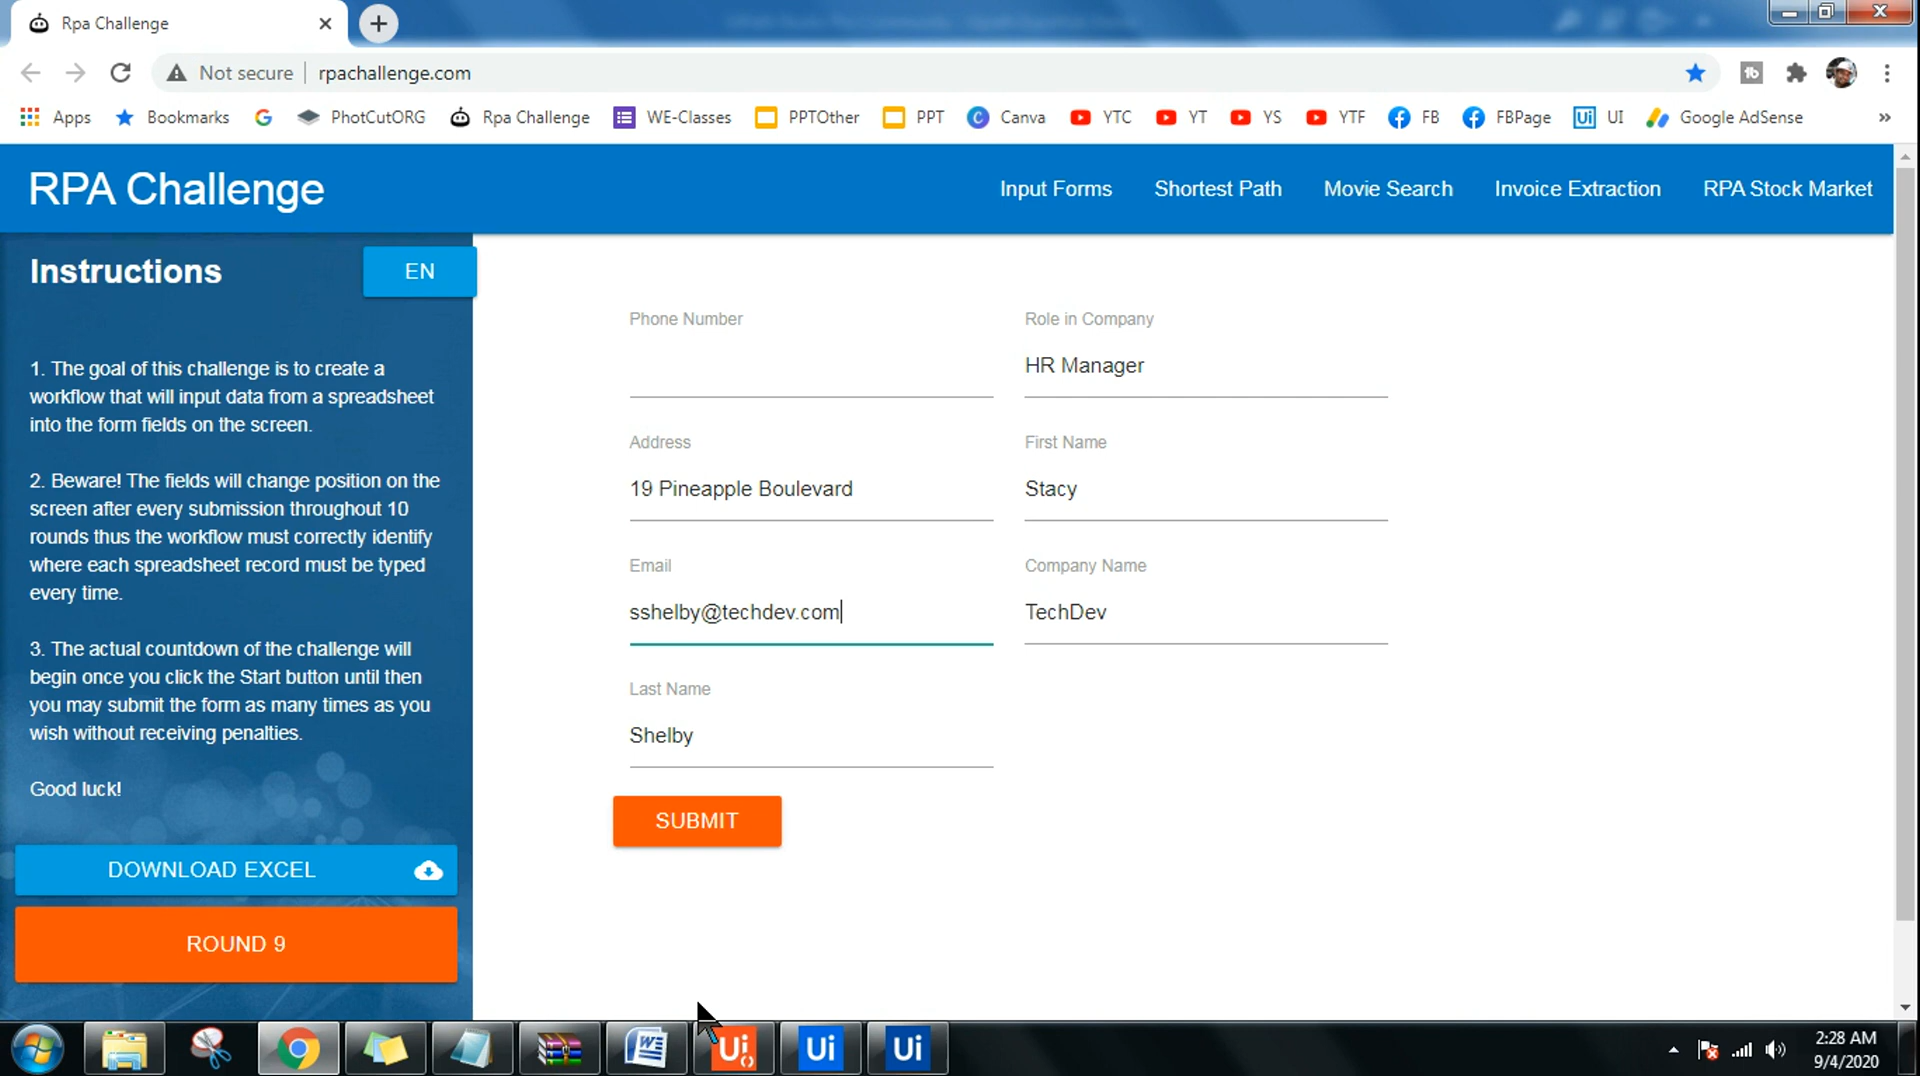 Rpa Challenge
Not secure
rpachallenge.com
Apps
Bookmarks
PhotCutORG
Rpa Challenge
WE-Classes
PPTOther
PPT
Canva
YTC
YT
YS
YTF
FB
FBPage
UI
Google AdSense
»
RPA Challenge
Input Forms
Shortest Path
Movie Search
Invoice Extraction
RPA Stock Market
Instructions
EN
1. The goal of this challenge is to create a
workflow that will input data from a spreadsheet
into the form fields on the screen.
2. Beware! The fields will change position on the
screen after every submission throughout 10
rounds thus the workflow must correctly identify
where each spreadsheet record must be typed
every time.
3. The actual countdown of the challenge will
begin once you click the Start button until then
you may submit the form as many times as you
wish without receiving penalties.
Good luck!
DOWNLOAD EXCEL
ROUND 9
Phone Number
Role in Company
HR Manager
Address
19 Pineapple Boulevard
First Name
Stacy
Email
sshelby@techdev.com
Company Name
TechDev
Last Name
Shelby
SUBMIT
Ui
Ui
Ui
2:28 AM
9/4/2020